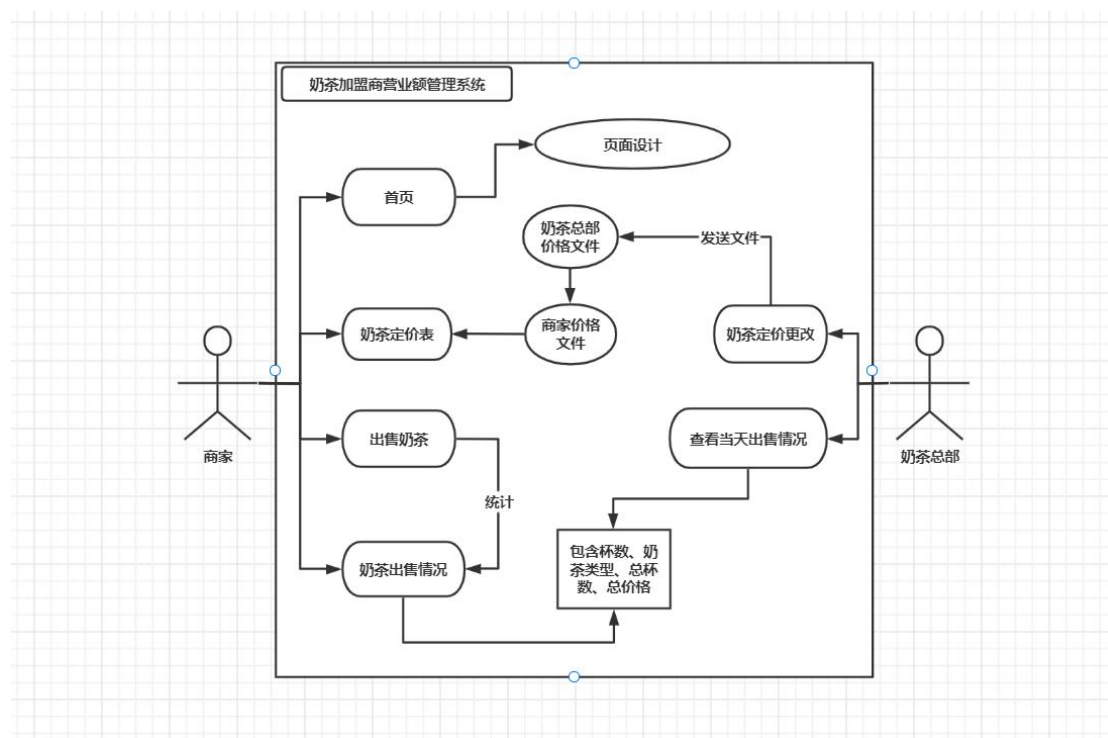 奶茶加盟商营业额管理系统
页面设计
首页
奶茶总部
价格文件
发送文件
奶茶定价表
商家价格
文件
奶茶定价更改
出售奶茶
查看当天出售情况
商家
奶茶总部
统计
奶茶出售情况
包含杯数、奶
茶类型、总杯
数、总价格